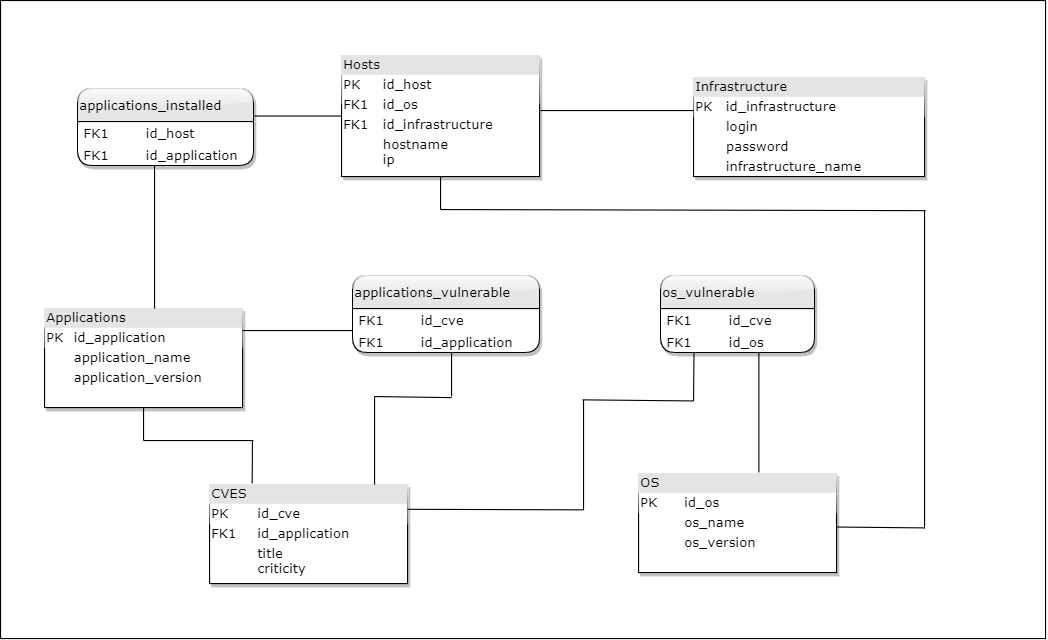 Hosts
PK id_host
FK1 id_os
FK1 id_infrastructure
hostname
ip
Infrastructure
PK id_infrastructure
login
password
infrastructure_name
applications_installed
FK1 id_host
FK1 id_application
applications_vulnerable
FK1 id_cve
FK1 id_application
os_vulnerable
FK1 id_cve
FK1 id_os
Applications
PK id_application
application_name
application_version
CVES
PK id_cve
FK1 id_application
title
criticity
OS
PK id_os
os_name
os_version